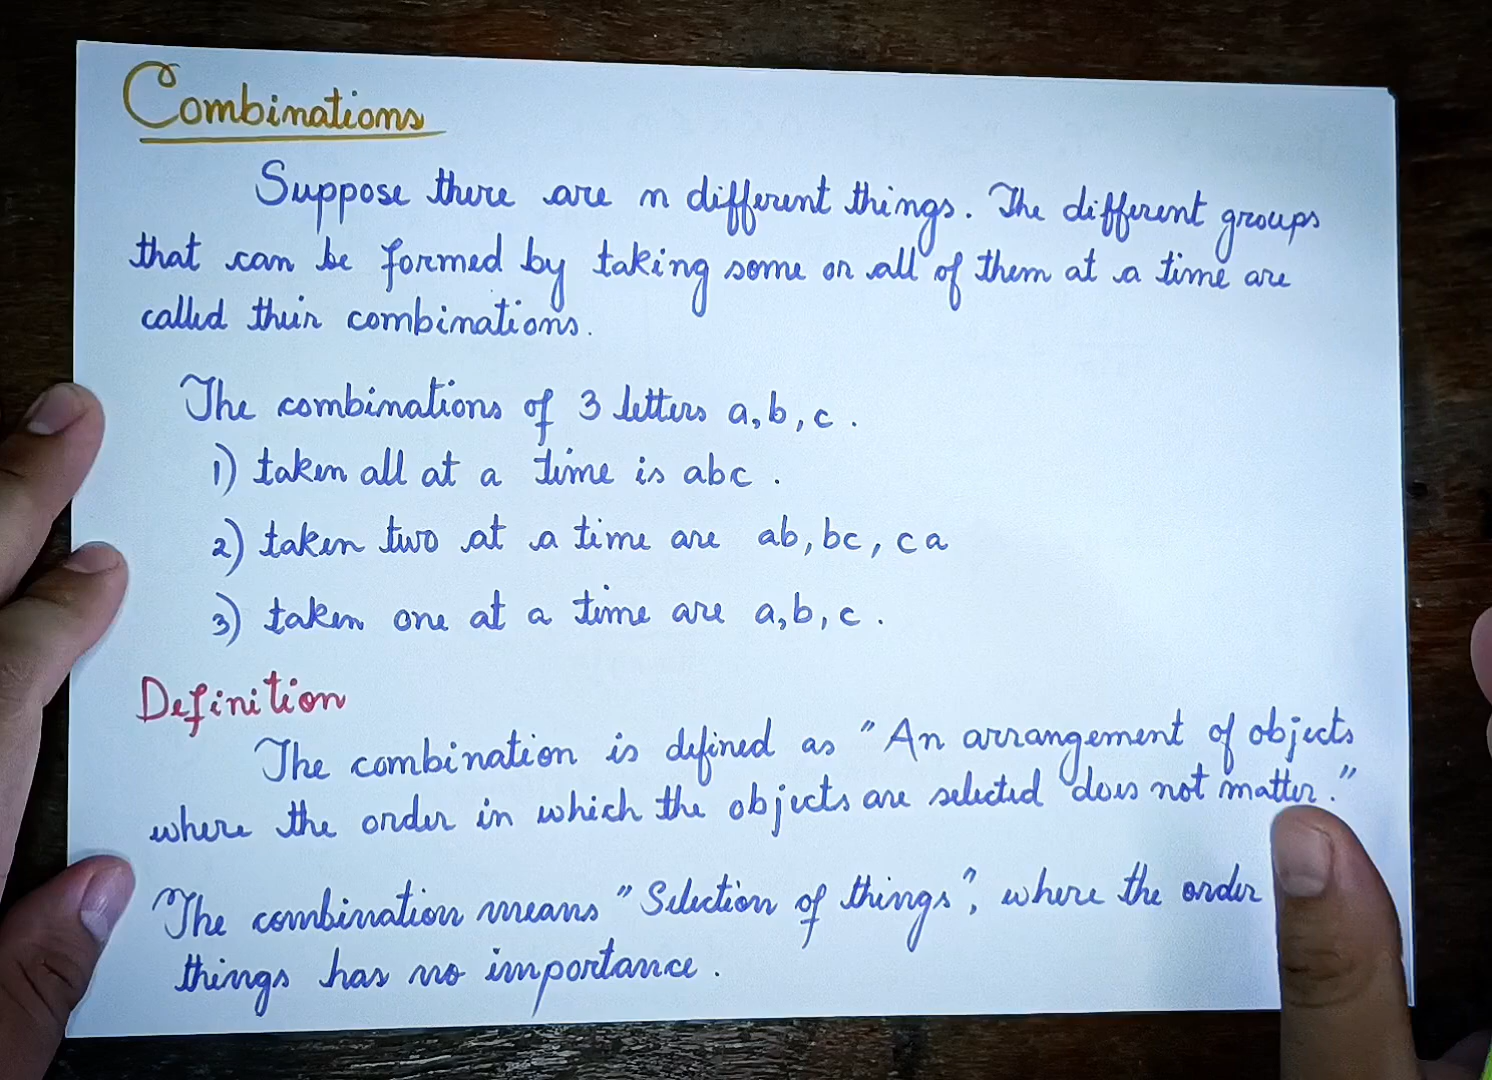 Combinations
Suppose there are n different things. The different groups
that can be formed by taking some or all of them at a time are
called their combinations.
The combinations of 3 letters a, b, c.
1) taken all at a time is abc.
2) taken two at a time are ab, bc, ca
3) taken one at a time are a, b, c.
Definition
The combination is defined as "An arrangement of objects
where the order in which the objects are selected does not matter."
The combination means "Selection of things", where the order
things has no importance.